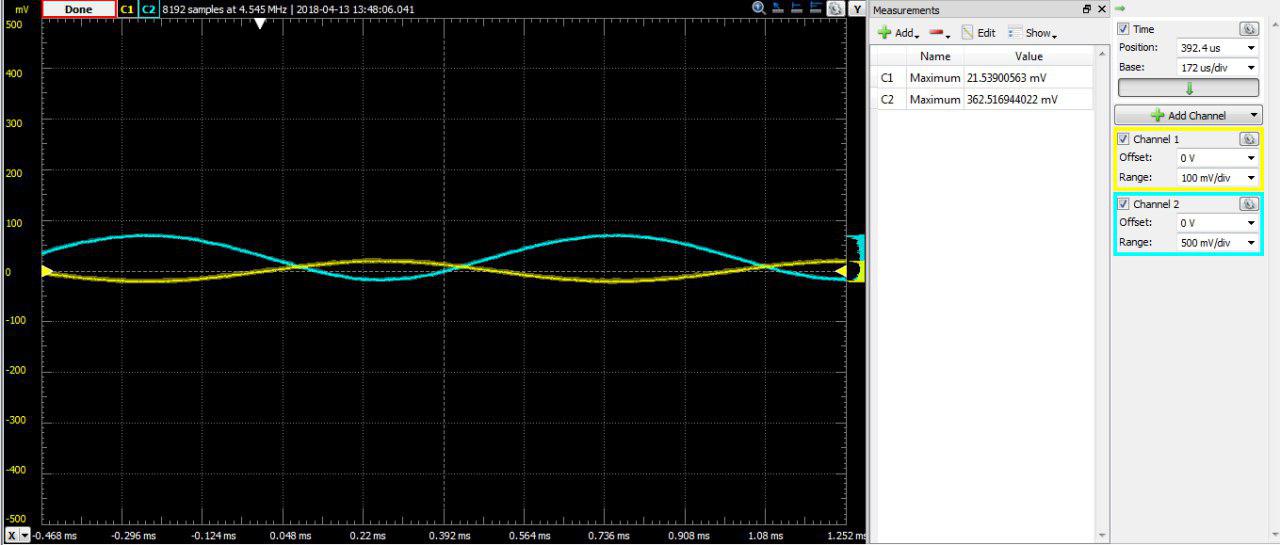 mV Done C1 C2 8192 samples at 4.545 MHz | 2018-04-13 13:48:06.041 Y
500
400
300
200
100
0
-100
-200
-300
-400
-500
X -0.468 ms -0.296 ms -0.124 ms 0.048 ms 0.22 ms 0.392 ms 0.564 ms 0.736 ms 0.908 ms 1.08 ms 1.252 ms
Measurements
Add Edit Show
Name Value
C1 Maximum 21.53900563 mV
C2 Maximum 362.516944022 mV
Time
Position: 392.4 us
Base: 172 us/div
Add Channel
Channel 1
Offset: 0 V
Range: 100 mV/div
Channel 2
Offset: 0 V
Range: 500 mV/div